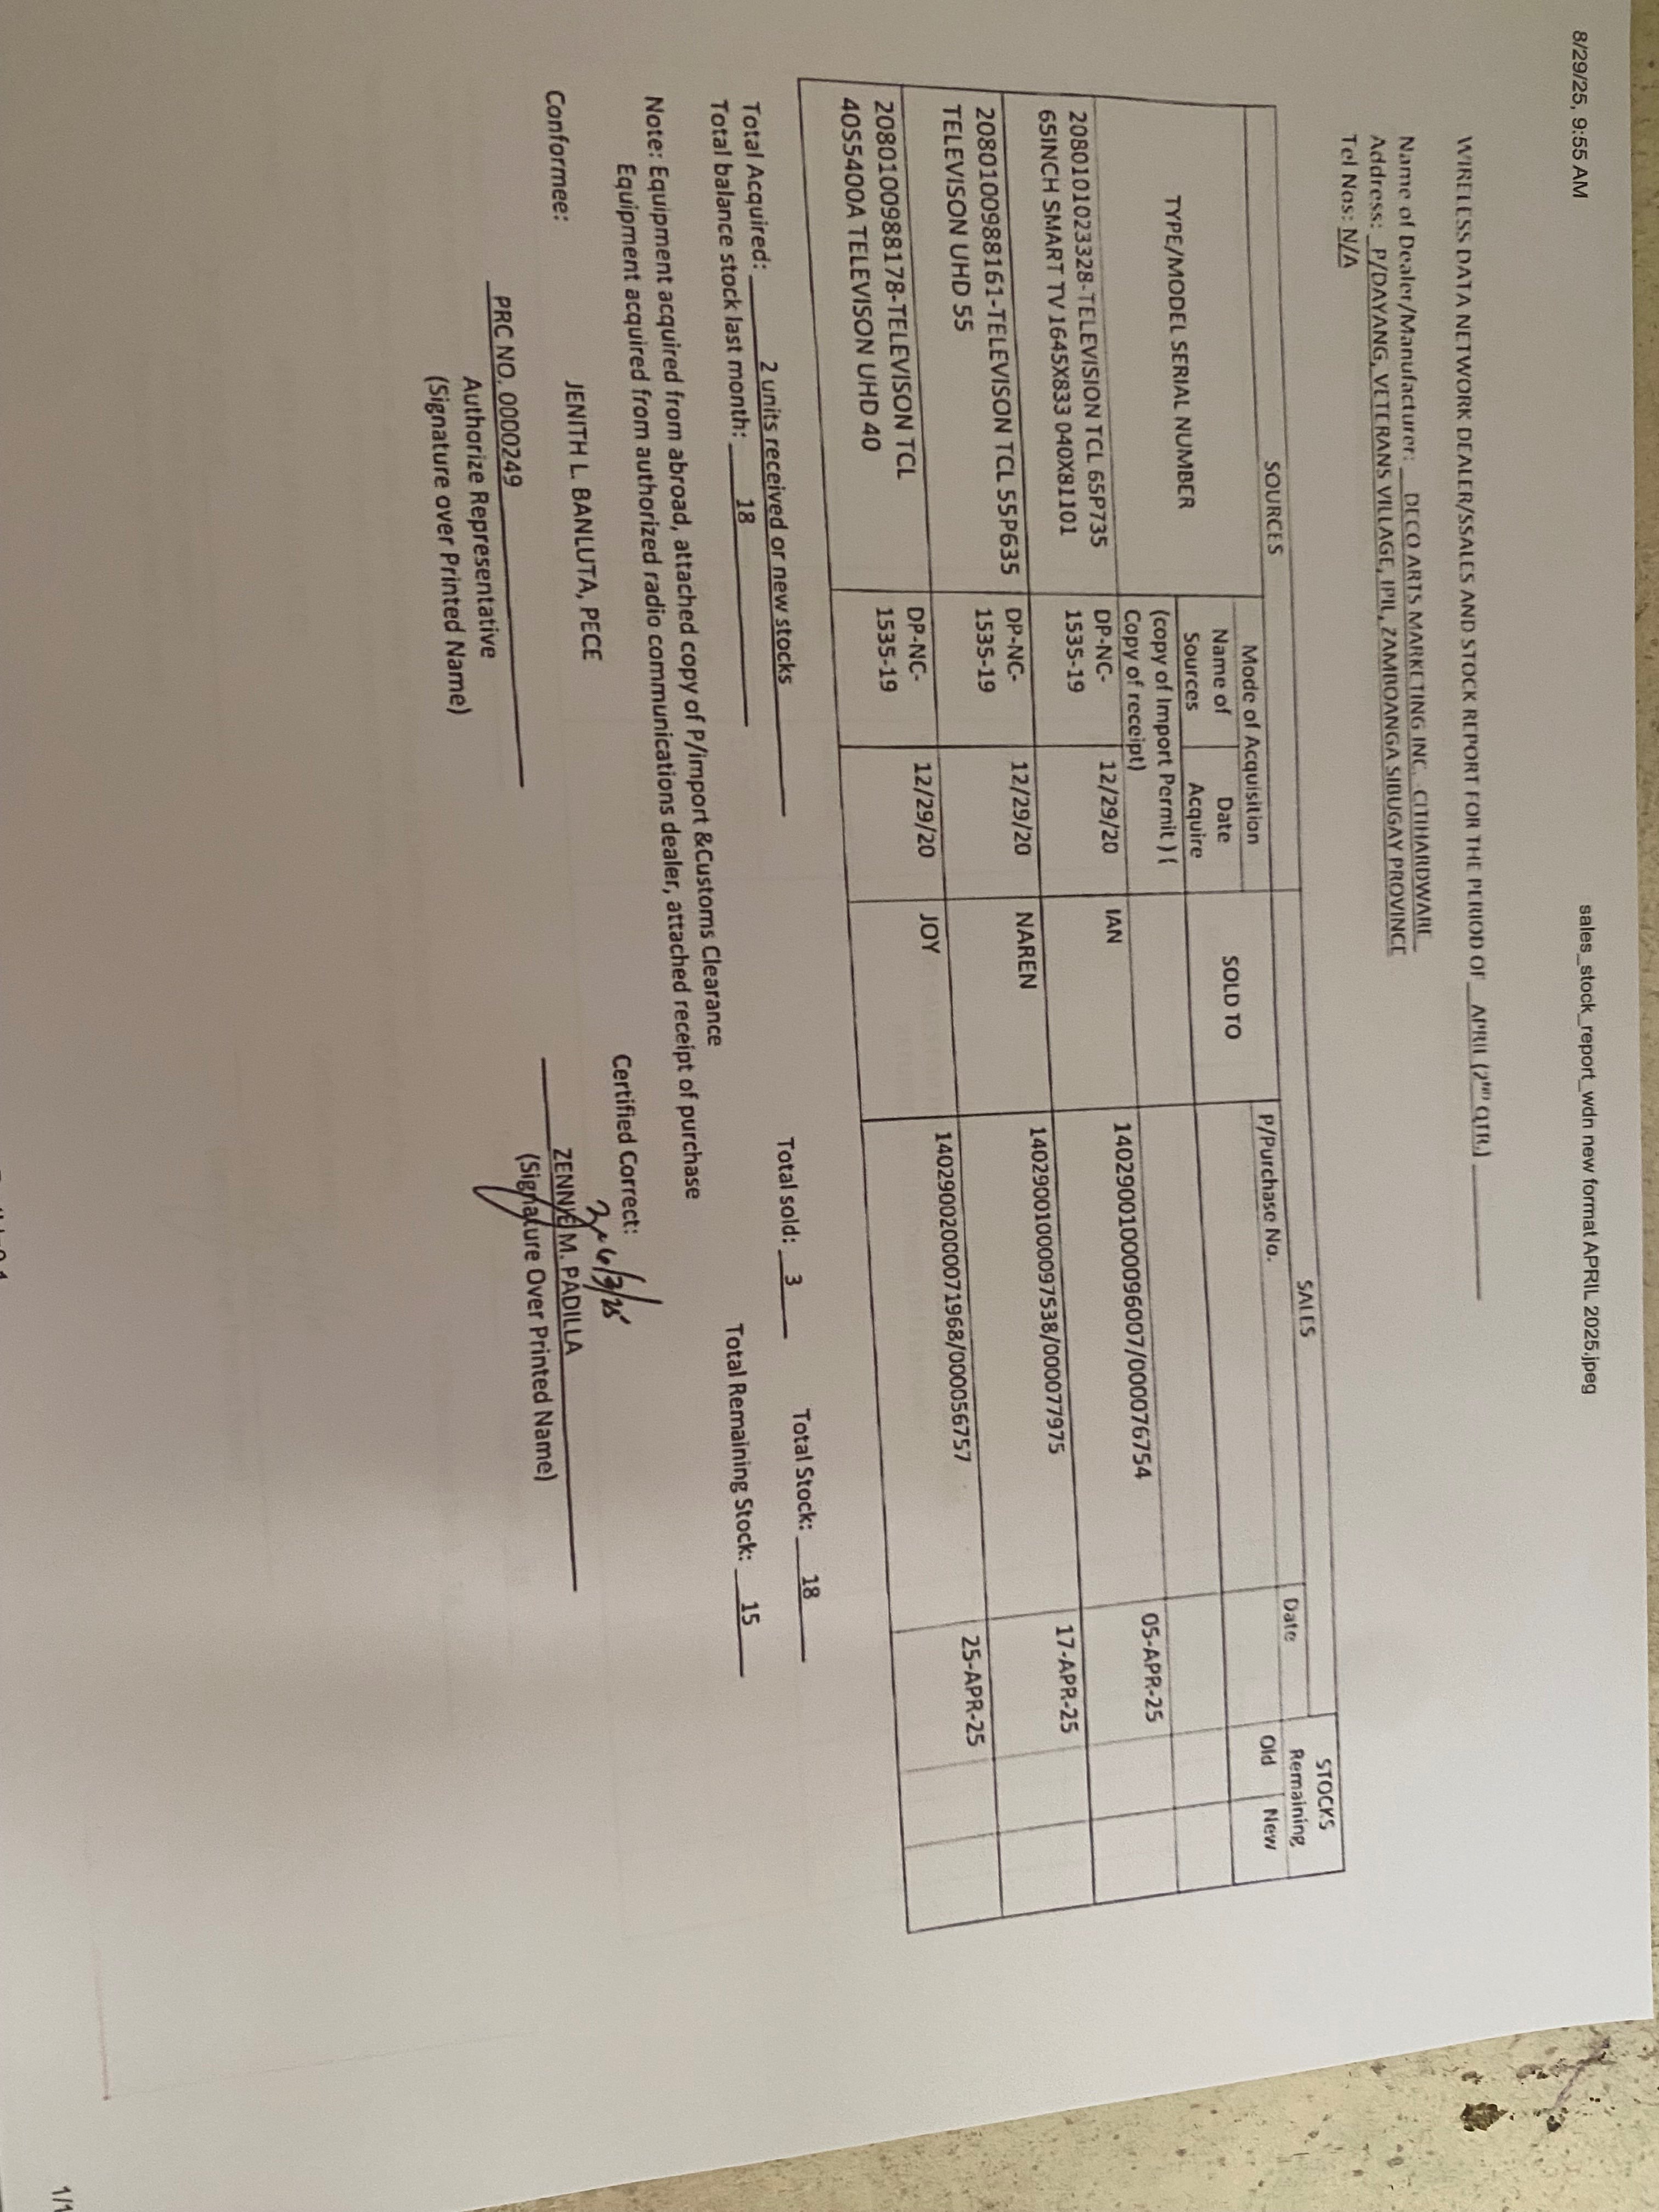 8/29/25, 9:55 AM
sales_stock_report_wdn new format APRIL 2025.jpeg
WIRELESS DATA NETWORK DEALER/SSALES AND STOCK REPORT FOR THE PERIOD OF APRIL (2ND QTR)
Name of Dealer/Manufacturer: DECO ARTS MARKETING INC. CITIHARDWARE
Address: P/DAYANG, VETERANS VILLAGE, IPIL, ZAMBOANGA SIBUGAY PROVINCE
Tel Nos: N/A
SOURCES
SALES
STOCKS
TYPE/MODEL SERIAL NUMBER
Mode of Acquisition
SOLD TO
P/Purchase No.
Date
Remaining
Name of Sources
Date Acquire
Old
New
(copy of Import Permit ) (
Copy of receipt)
2080101023328-TELEVISION TCL 65P735
65INCH SMART TV 1645X833 040X81101
DP-NC-
1535-19
12/29/20
IAN
1402900100096007/000076754
05-APR-25
2080100988161-TELEVISON TCL 55P635
TELEVISON UHD 55
DP-NC-
1535-19
12/29/20
NAREN
1402900100097538/000077975
17-APR-25
2080100988178-TELEVISON TCL
40S5400A TELEVISON UHD 40
DP-NC-
1535-19
12/29/20
JOY
1402900200071968/000056757
25-APR-25
Total Acquired: 2 units received or new stocks
Total sold: 3
Total Stock: 18
Total balance stock last month: 18
Total Remaining Stock: 15
Note: Equipment acquired from abroad, attached copy of P/import &Customs Clearance
Equipment acquired from authorized radio communications dealer, attached receipt of purchase
Conformee:
Certified Correct:
JENITH L. BANLUTA, PECE
ZENNIE M. PADILLA
PRC NO. 0000249
(Signature Over Printed Name)
Authorize Representative
(Signature over Printed Name)
1/1